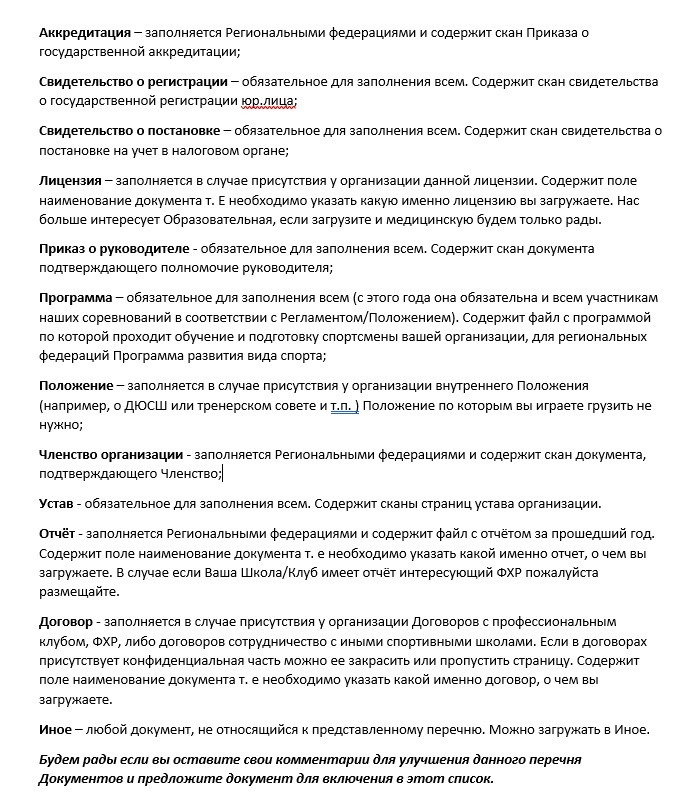 Аккредитация – заполняется Региональными федерациями и содержит скан Приказа о
государственной аккредитации;
Свидетельство о регистрации – обязательное для заполнения всем. Содержит скан свидетельства
о государственной регистрации юр.лица;
Свидетельство о постановке – обязательное для заполнения всем. Содержит скан свидетельства о
постановке на учет в налоговом органе;
Лицензия – заполняется в случае присутствия у организации данной лицензии. Содержит поле
наименование документа т. Е необходимо указать какую именно лицензию вы загружаете. Нас
больше интересует Образовательная, если загрузите и медицинскую будем только рады.
Приказ о руководителе - обязательное для заполнения всем. Содержит скан документа
подтверждающего полномочие руководителя;
Программа – обязательное для заполнения всем (с этого года она обязательна и всем участникам
наших соревнований в соответствии с Регламентом/Положением). Содержит файл с программой
по которой проходит обучение и подготовку спортсмены вашей организации, для региональных
федераций Программа развития вида спорта;
Положение – заполняется в случае присутствия у организации внутреннего Положения
(например, о ДЮСШ или тренерском совете и т.п. ) Положение по которым вы играете грузить не
нужно;
Членство организации - заполняется Региональными федерациями и содержит скан документа,
подтверждающего Членство;
Устав - обязательное для заполнения всем. Содержит сканы страниц устава организации.
Отчёт - заполняется Региональными федерациями и содержит файл с отчётом за прошедший год.
Содержит поле наименование документа т. е необходимо указать какой именно отчет, о чем вы
загружаете. В случае если Ваша Школа/Клуб имеет отчёт интересующий ФХР пожалуйста
размещайте.
Договор - заполняется в случае присутствия у организации Договоров с профессиональным
клубом, ФХР, либо договоров сотрудничество с иными спортивными школами. Если в договорах
присутствует конфиденциальная часть можно ее закрасить или пропустить страницу. Содержит
поле наименование документа т. е необходимо указать какой именно договор, о чем вы
загружаете.
Иное – любой документ, не относящийся к представленному перечню. Можно загружать в Иное.
Будем рады если вы оставите свои комментарии для улучшения данного перечня
Документов и предложите документ для включения в этот список.